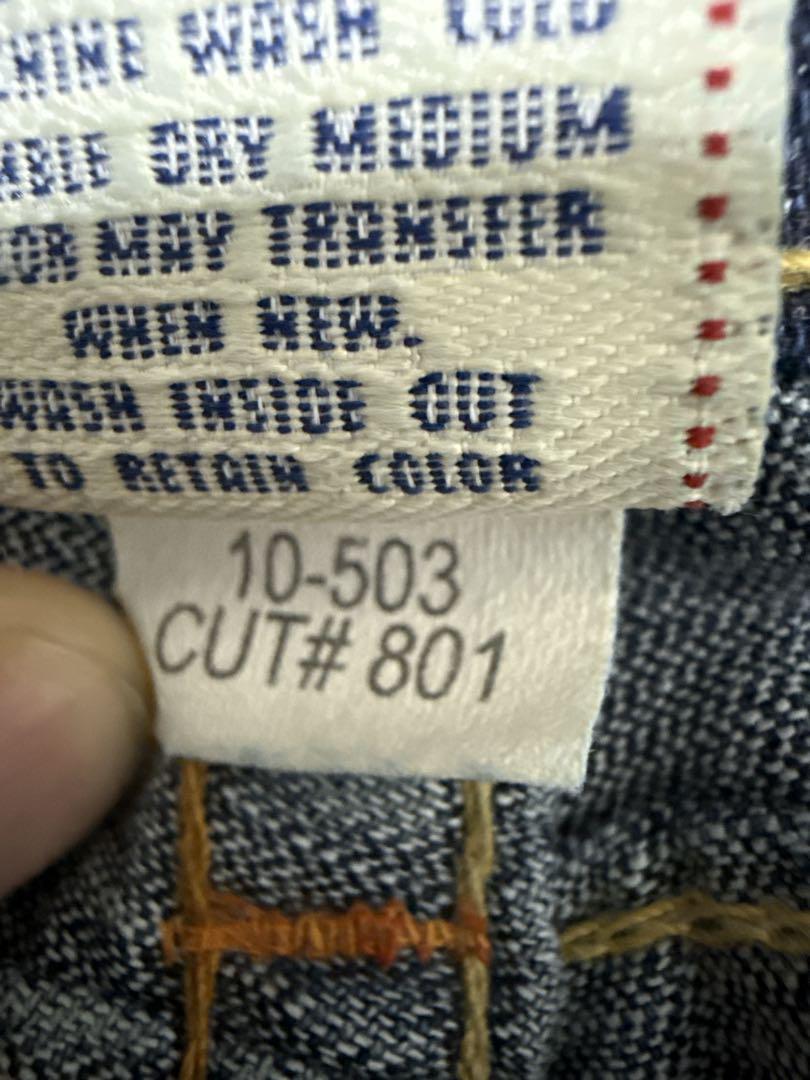 WASH COLD
DRY MEDIUM
MAY TRANSFER
WHEN NEW.
WASH INSIDE OUT
TO RETAIN COLOR
10-503
CUT# 801